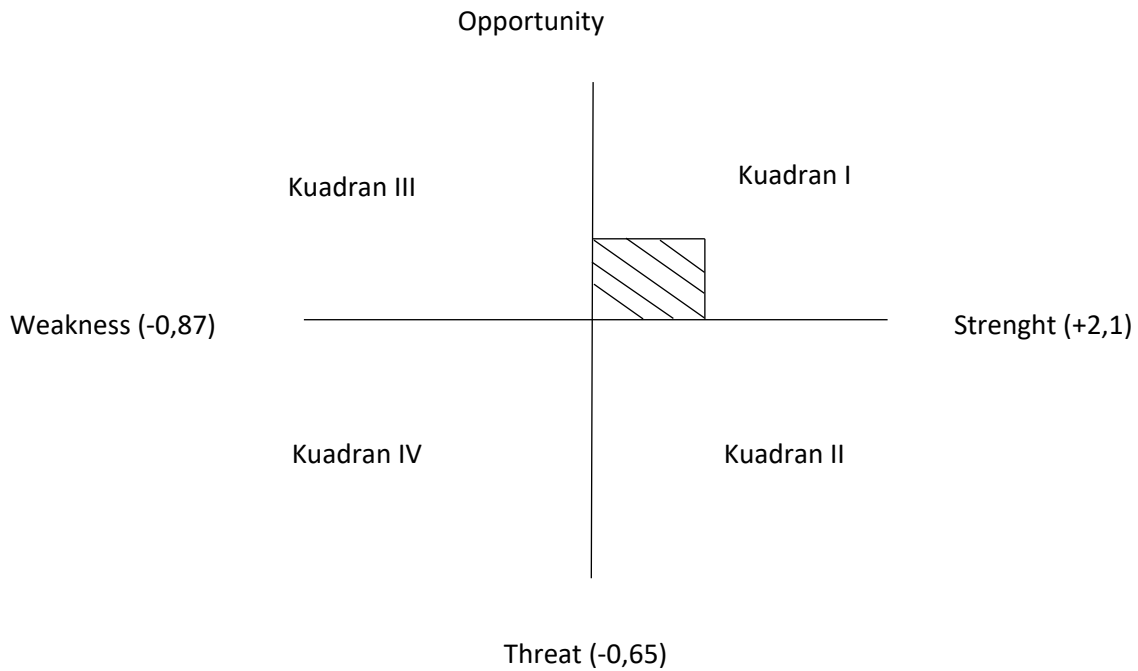 Opportunity
Kuadran III
Kuadran I
Weakness (-0,87)
Strenght (+2,1)
Kuadran IV
Kuadran II
Threat (-0,65)